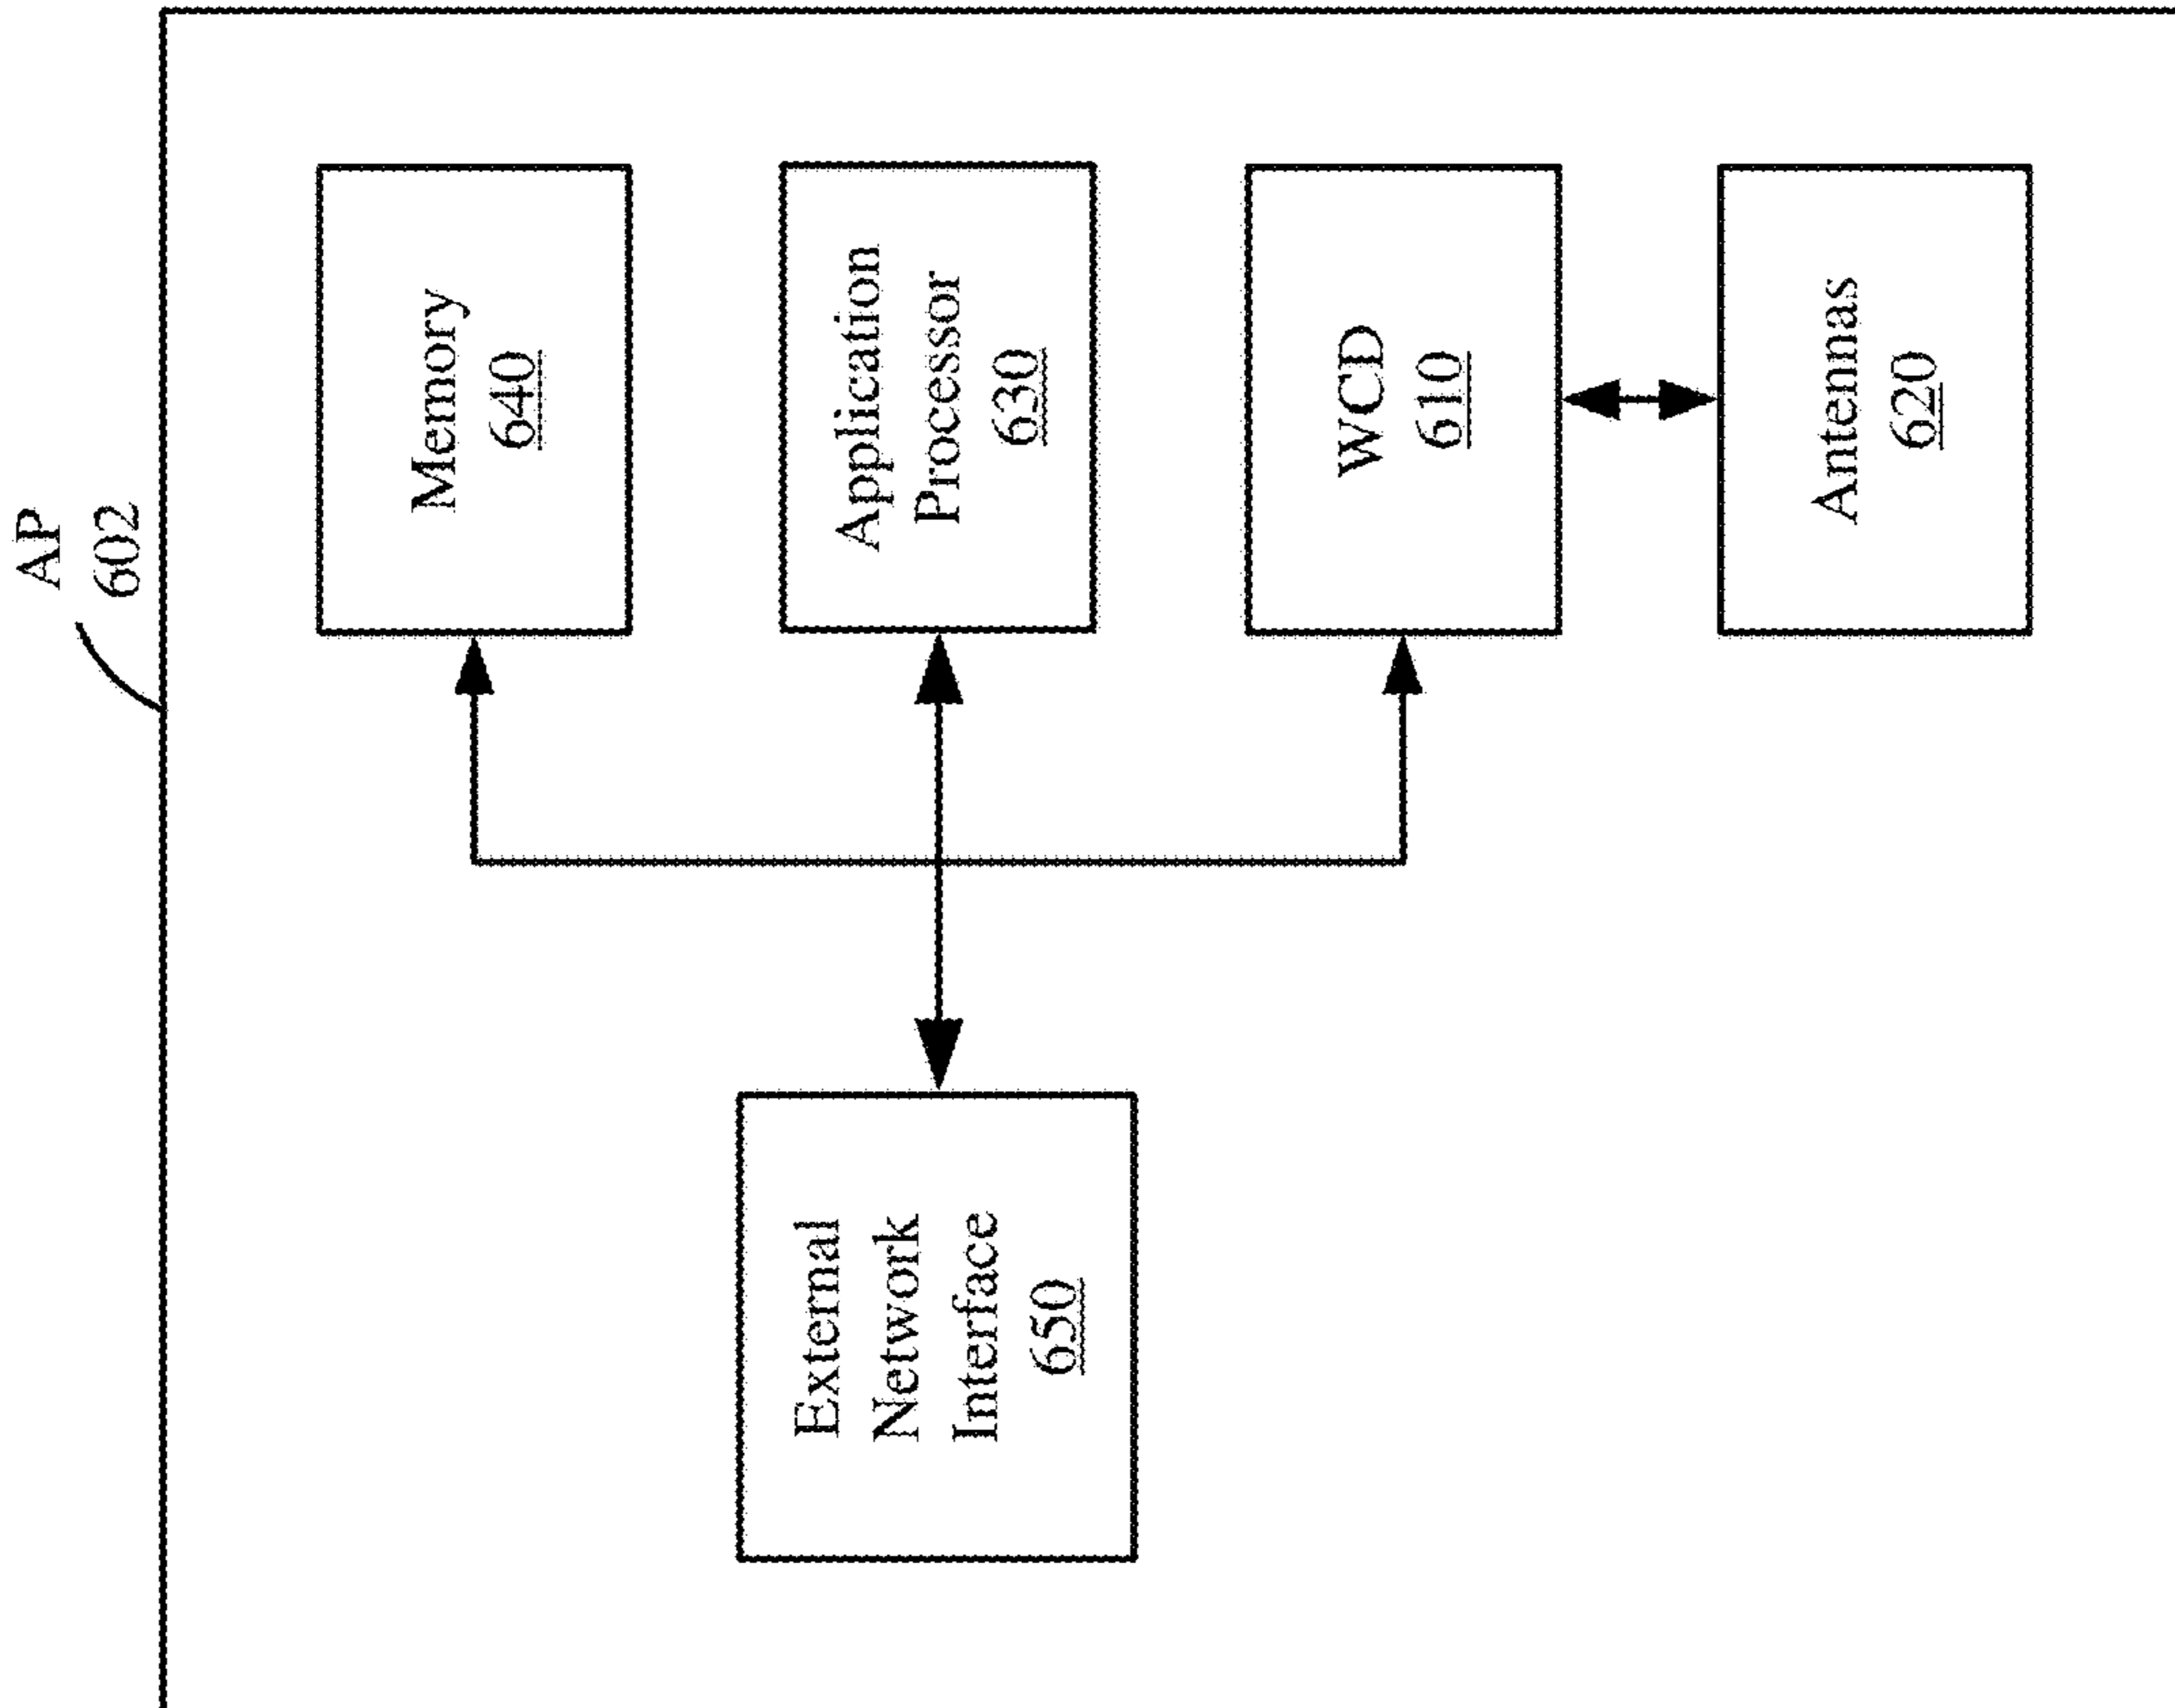 AP
602
Memory
640
Application
Processor
630
WCD
610
Antennas
620
External
Network
Interface
650